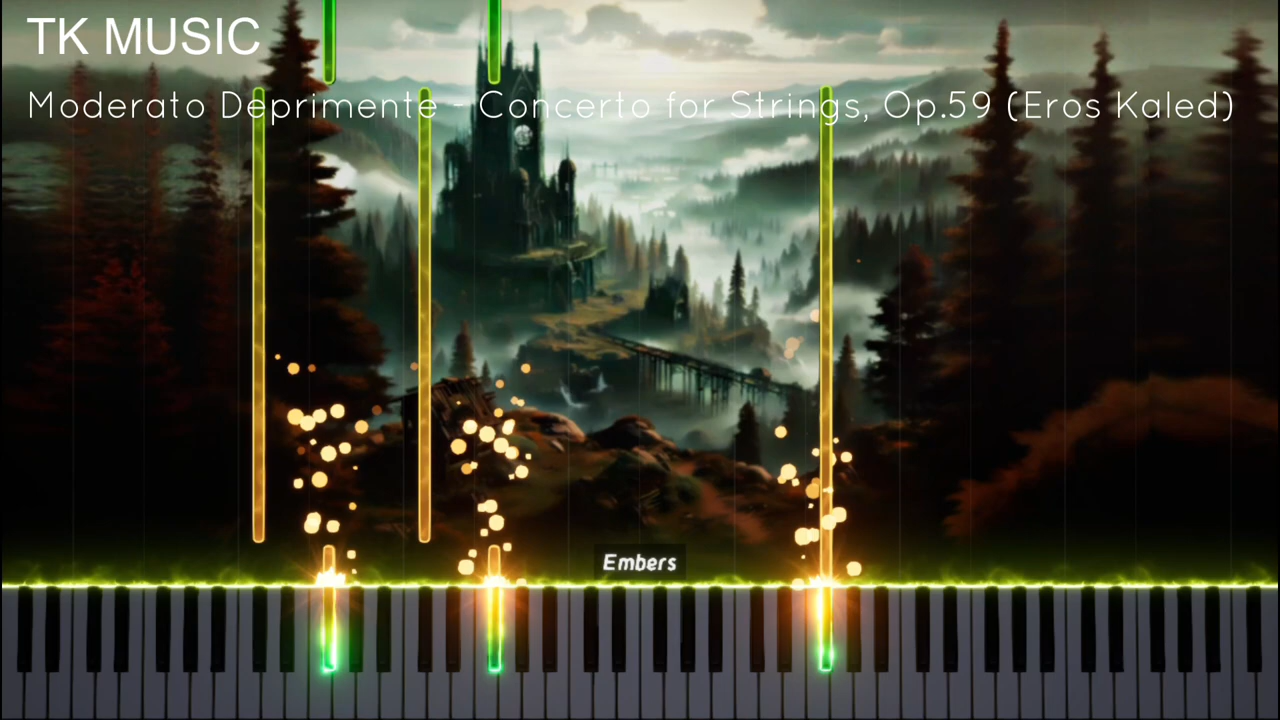 TK MUSIC
Moderato Deprimente - Concerto for Strings, Op.59 (Eros Kaled)
Embers